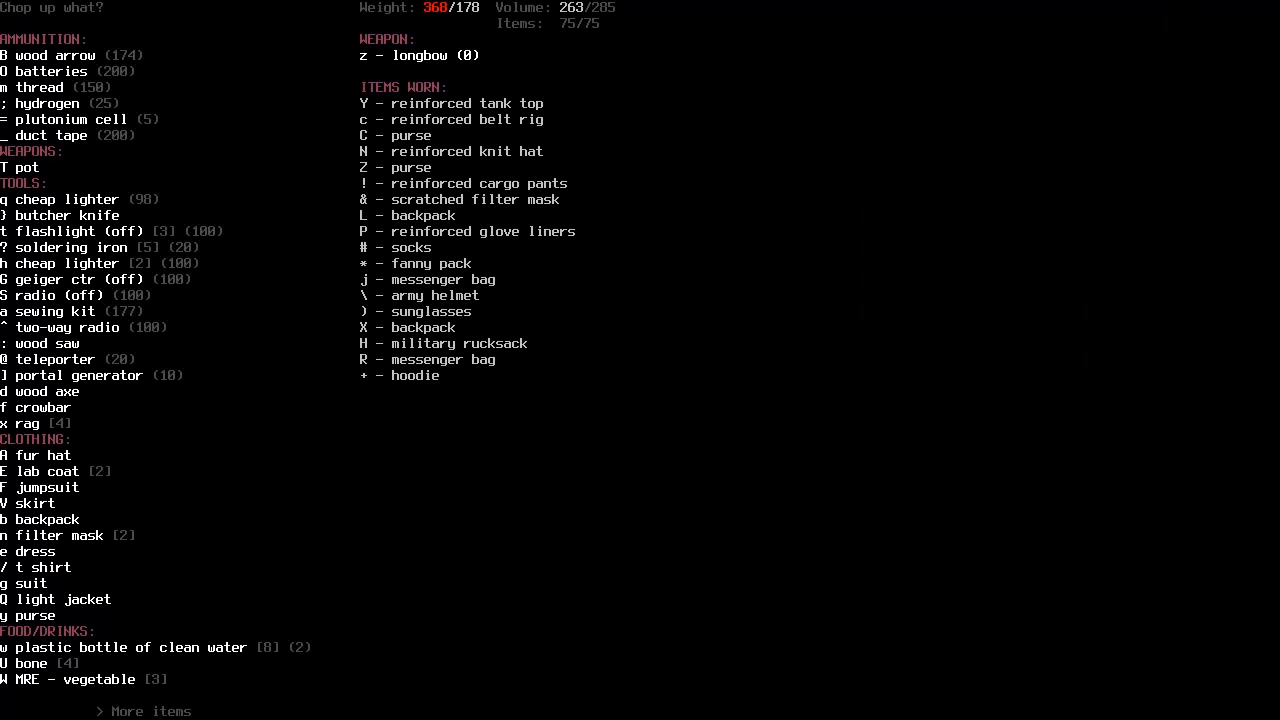 Chop up what?
Weight: 368/178  Volume: 263/285
Items:  75/75
AMMUNITION:
B wood arrow (174)
O batteries (200)
m thread (150)
; hydrogen (25)
= plutonium cell (5)
_ duct tape (200)
WEAPONS:
T pot
TOOLS:
q cheap lighter (98)
} butcher knife
t flashlight (off) [3] (100)
? soldering iron [5] (20)
h cheap lighter [2] (100)
G geiger ctr (off) (100)
S radio (off) (100)
a sewing kit (177)
^ two-way radio (100)
: wood saw
@ teleporter (20)
] portal generator (10)
d wood axe
f crowbar
x rag [4]
CLOTHING:
A fur hat
E lab coat [2]
F jumpsuit
V skirt
b backpack
n filter mask [2]
e dress
/ t shirt
g suit
Q light jacket
y purse
FOOD/DRINKS:
w plastic bottle of clean water [8] (2)
U bone [4]
W MRE - vegetable [3]
> More items
WEAPON:
z - longbow (0)
ITEMS WORN:
Y - reinforced tank top
c - reinforced belt rig
C - purse
N - reinforced knit hat
Z - purse
! - reinforced cargo pants
& - scratched filter mask
L - backpack
P - reinforced glove liners
# - socks
* - fanny pack
j - messenger bag
\ - army helmet
) - sunglasses
X - backpack
H - military rucksack
R - messenger bag
+ - hoodie